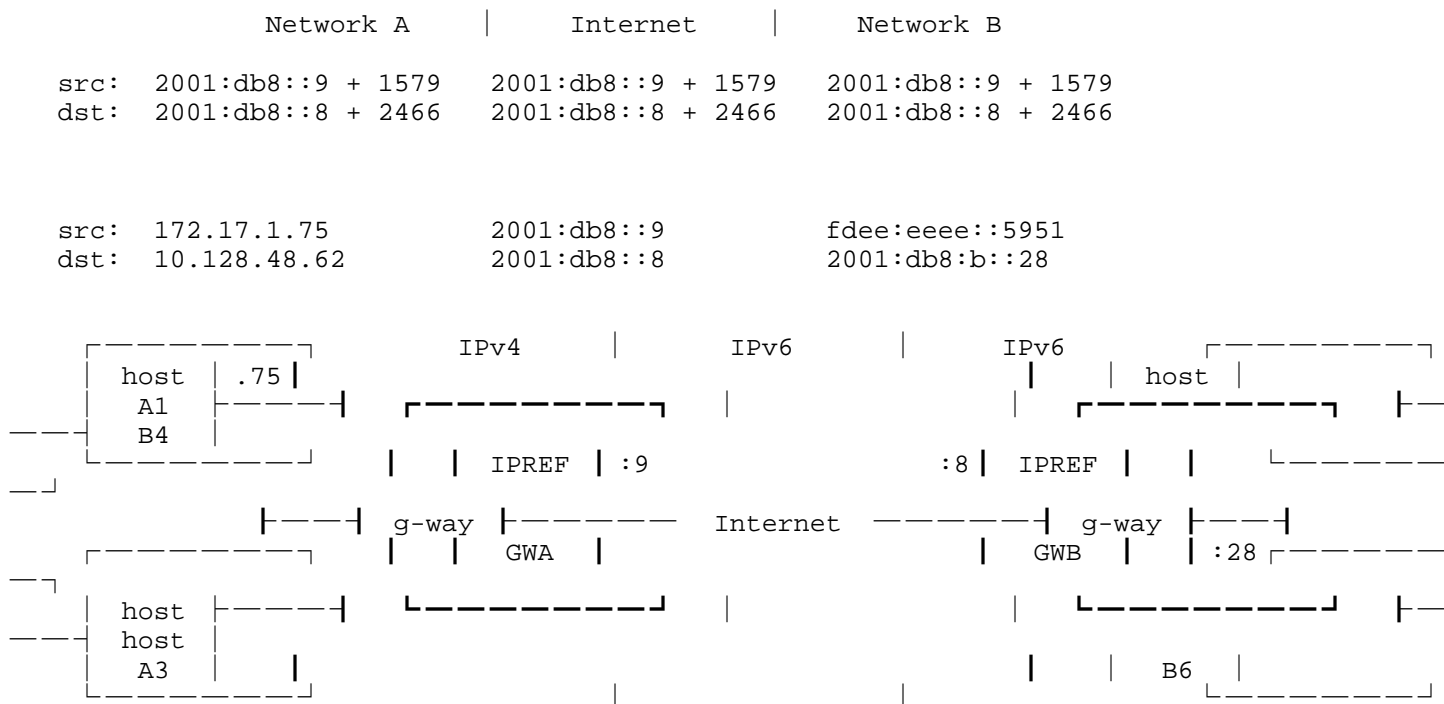 Network A | Internet | Network B
src: 2001:db8::9 + 1579 2001:db8::9 + 1579 2001:db8::9 + 1579
dst: 2001:db8::8 + 2466 2001:db8::8 + 2466 2001:db8::8 + 2466
src: 172.17.1.75 2001:db8::9 fdee:eeee::5951
dst: 10.128.48.62 2001:db8::8 2001:db8:b::28
IPv4 | IPv6 | IPv6
host .75 host
A1
B4
IPREF :9 :8 IPREF
g-way Internet g-way
GWA GWB :28
host
host
A3 B6